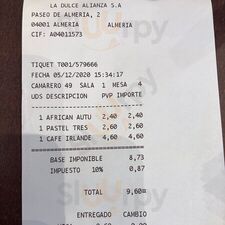 LA DULCE ALIANZA S.A
PASEO DE ALMERIA, 2
04001 ALMERIA ALMERIA
CIF: A04011573
TIQUET T001/579666
FECHA 05/12/2020 15:34:17
CAMARERO 49 SALA 1 MESA 4
UDS DESCRIPCION PVP IMPORTE
1 AFRICAN AUTU 2,40 2,40
1 PASTEL TRES 2,60 2,60
1 CAFE IRLANDE 4,60 4,60
BASE IMPONIBLE 8,73
IMPUESTO 10% 0,87
TOTAL 9,60
ENTREGADO CAMBIO